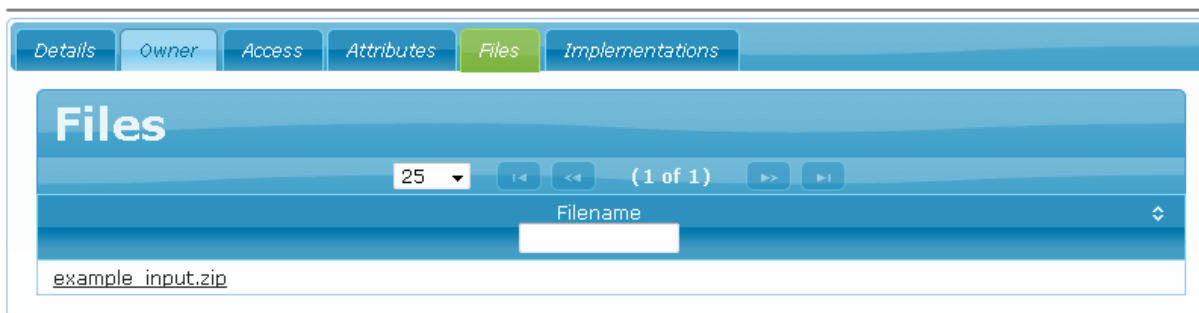 Details Owner Access Attributes Files Implementations
Files
25 (1 of 1)
Filename
example_input.zip